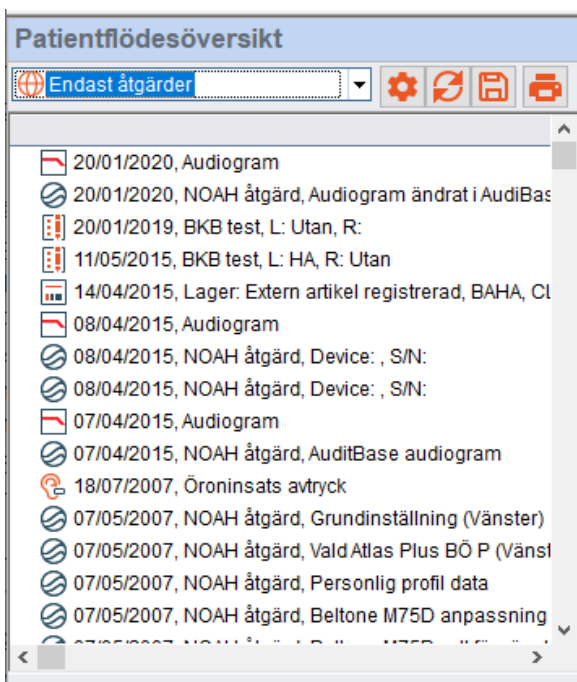 Patientflödesöversikt
Endast åtgärder
20/01/2020, Audiogram
20/01/2020, NOAH åtgärd, Audiogram ändrat i AudiBas
20/01/2019, BKB test, L: Utan, R:
11/05/2015, BKB test, L: HA, R: Utan
14/04/2015, Lager: Extern artikel registrerad, BAHA, CL
08/04/2015, Audiogram
08/04/2015, NOAH åtgärd, Device: , S/N:
08/04/2015, NOAH åtgärd, Device: , S/N:
07/04/2015, Audiogram
07/04/2015, NOAH åtgärd, AuditBase audiogram
18/07/2007, Öroninsats avtryck
07/05/2007, NOAH åtgärd, Grundinställning (Vänster)
07/05/2007, NOAH åtgärd, Vald Atlas Plus BÖ P (Vänst
07/05/2007, NOAH åtgärd, Personlig profil data
07/05/2007, NOAH åtgärd, Beltone M75D anpassning